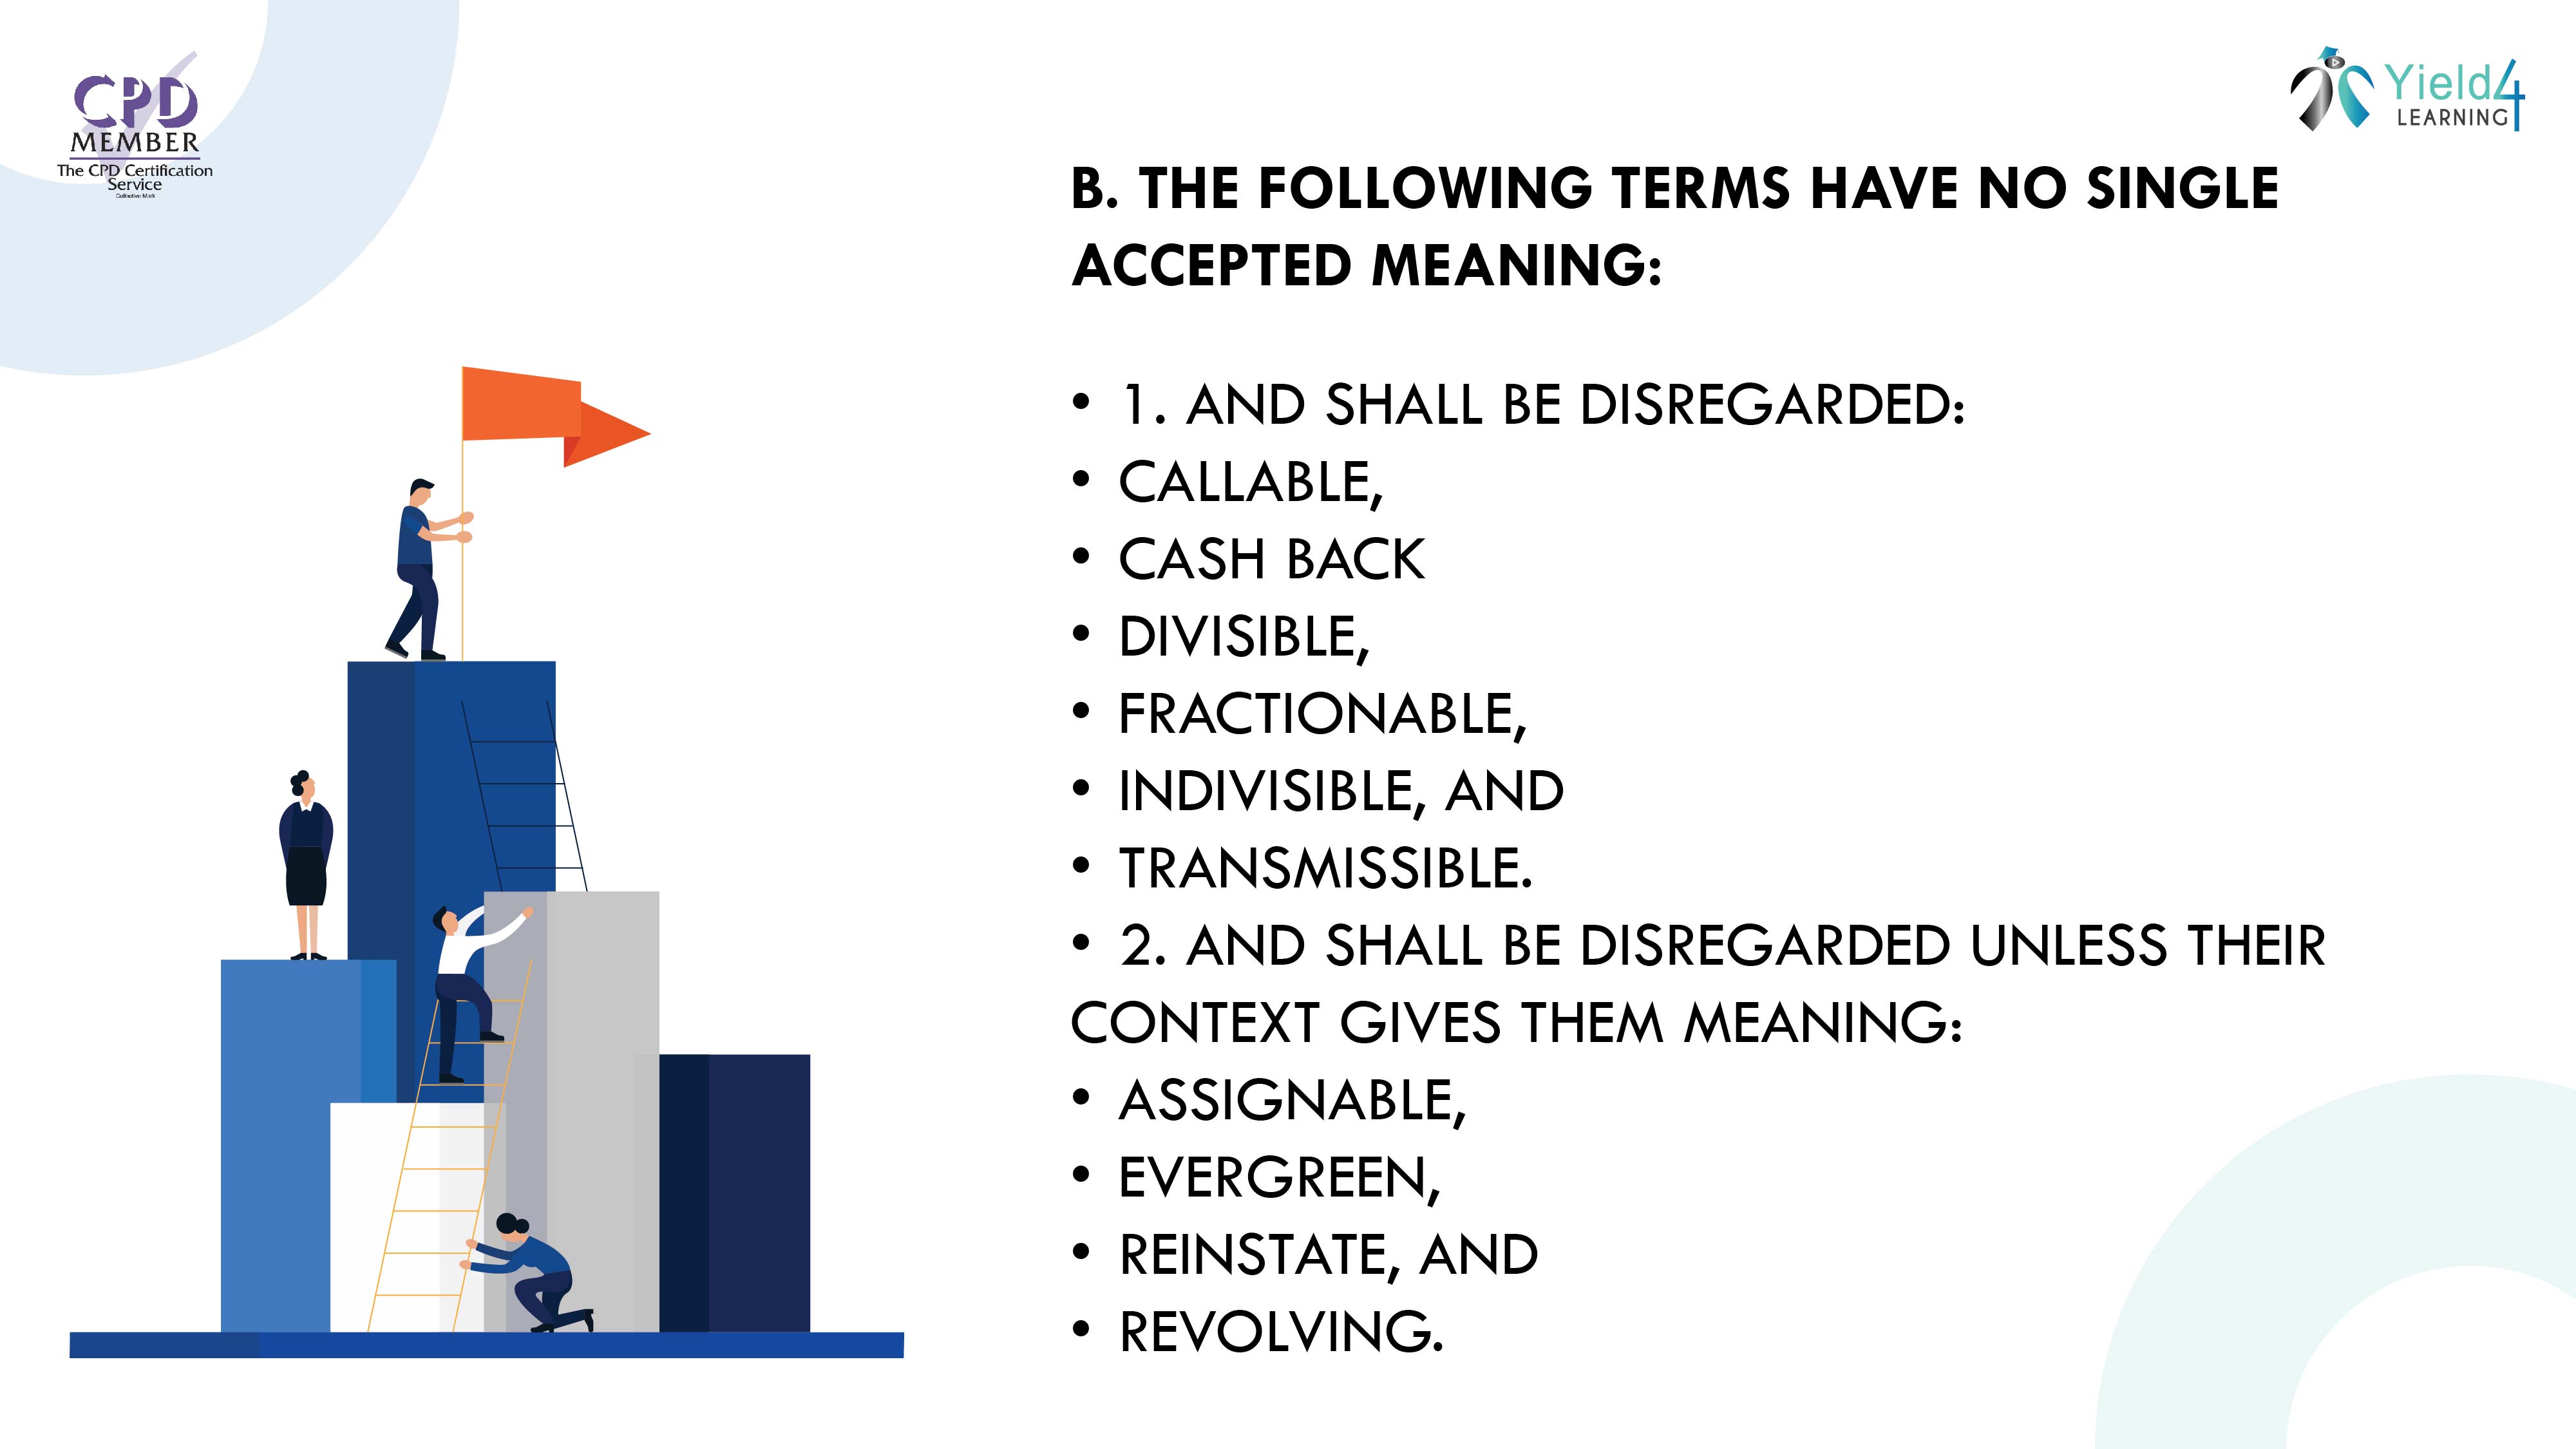 CPD
MEMBER
The CPD Certification
Service
Collective Mark
Yield4
LEARNING
B. THE FOLLOWING TERMS HAVE NO SINGLE
ACCEPTED MEANING:
• 1. AND SHALL BE DISREGARDED:
• CALLABLE,
• CASH BACK
• DIVISIBLE,
• FRACTIONABLE,
• INDIVISIBLE, AND
• TRANSMISSIBLE.
• 2. AND SHALL BE DISREGARDED UNLESS THEIR
CONTEXT GIVES THEM MEANING:
• ASSIGNABLE,
• EVERGREEN,
• REINSTATE, AND
• REVOLVING.